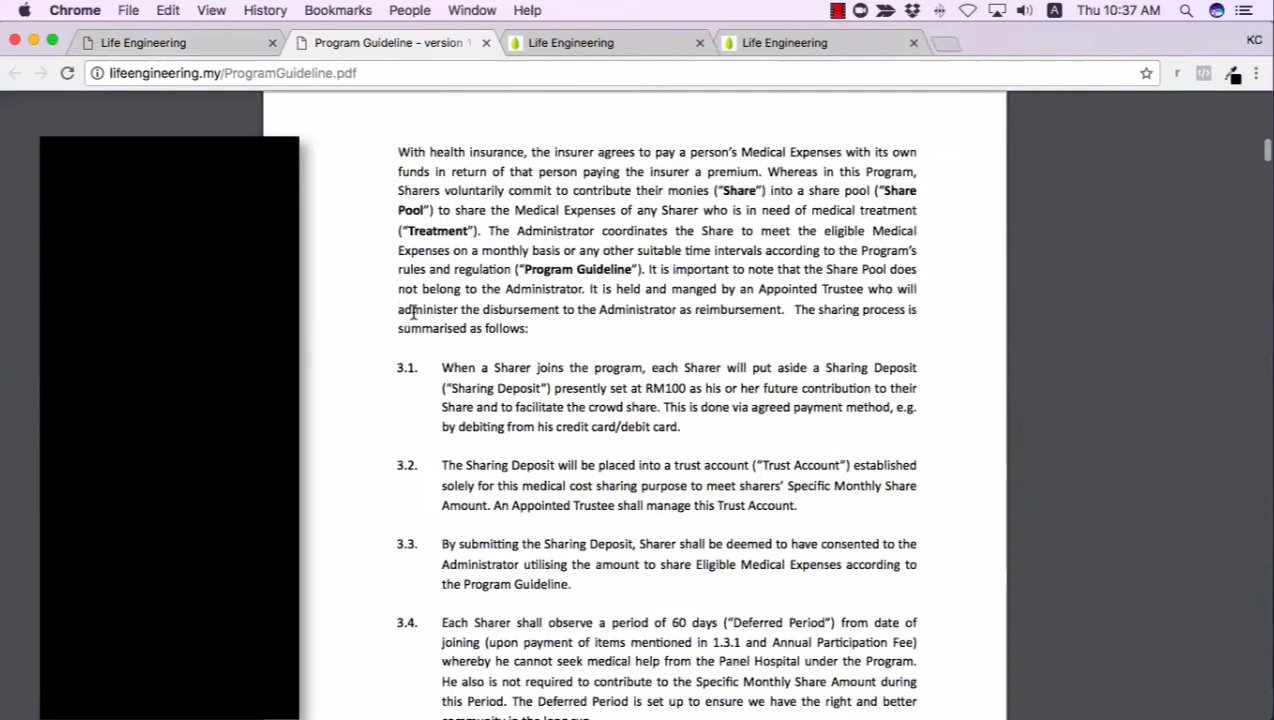 Chrome File Edit View History Bookmarks People Window Help A Thu 10:37 AM
Life Engineering Program Guideline - version 1 Life Engineering Life Engineering KC
lifeengineering.my/ProgramGuideline.pdf r
With health insurance, the insurer agrees to pay a person’s Medical Expenses with its own
funds in return of that person paying the insurer a premium. Whereas in this Program,
Sharers voluntarily commit to contribute their monies (“Share”) into a share pool (“Share
Pool”) to share the Medical Expenses of any Sharer who is in need of medical treatment
(“Treatment”). The Administrator coordinates the Share to meet the eligible Medical
Expenses on a monthly basis or any other suitable time intervals according to the Program’s
rules and regulation (“Program Guideline”). It is important to note that the Share Pool does
not belong to the Administrator. It is held and manged by an Appointed Trustee who will
administer the disbursement to the Administrator as reimbursement. The sharing process is
summarised as follows:
3.1. When a Sharer joins the program, each Sharer will put aside a Sharing Deposit
(“Sharing Deposit”) presently set at RM100 as his or her future contribution to their
Share and to facilitate the crowd share. This is done via agreed payment method, e.g.
by debiting from his credit card/debit card.
3.2. The Sharing Deposit will be placed into a trust account (“Trust Account”) established
solely for this medical cost sharing purpose to meet sharers’ Specific Monthly Share
Amount. An Appointed Trustee shall manage this Trust Account.
3.3. By submitting the Sharing Deposit, Sharer shall be deemed to have consented to the
Administrator utilising the amount to share Eligible Medical Expenses according to
the Program Guideline.
3.4. Each Sharer shall observe a period of 60 days (“Deferred Period”) from date of
joining (upon payment of items mentioned in 1.3.1 and Annual Participation Fee)
whereby he cannot seek medical help from the Panel Hospital under the Program.
He also is not required to contribute to the Specific Monthly Share Amount during
this Period. The Deferred Period is set up to ensure we have the right and better
community in the long run